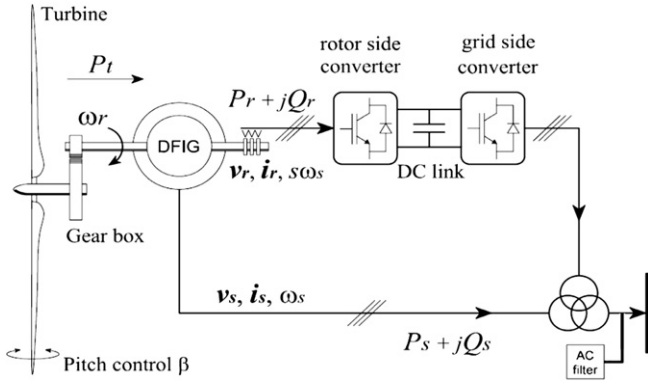 Turbine
Pt
ωr
DFIG
Pr + jQr
rotor side
converter
grid side
converter
DC link
vr, ir, sωs
Gear box
vs, is, ωs
Ps + jQs
AC
filter
Pitch control β